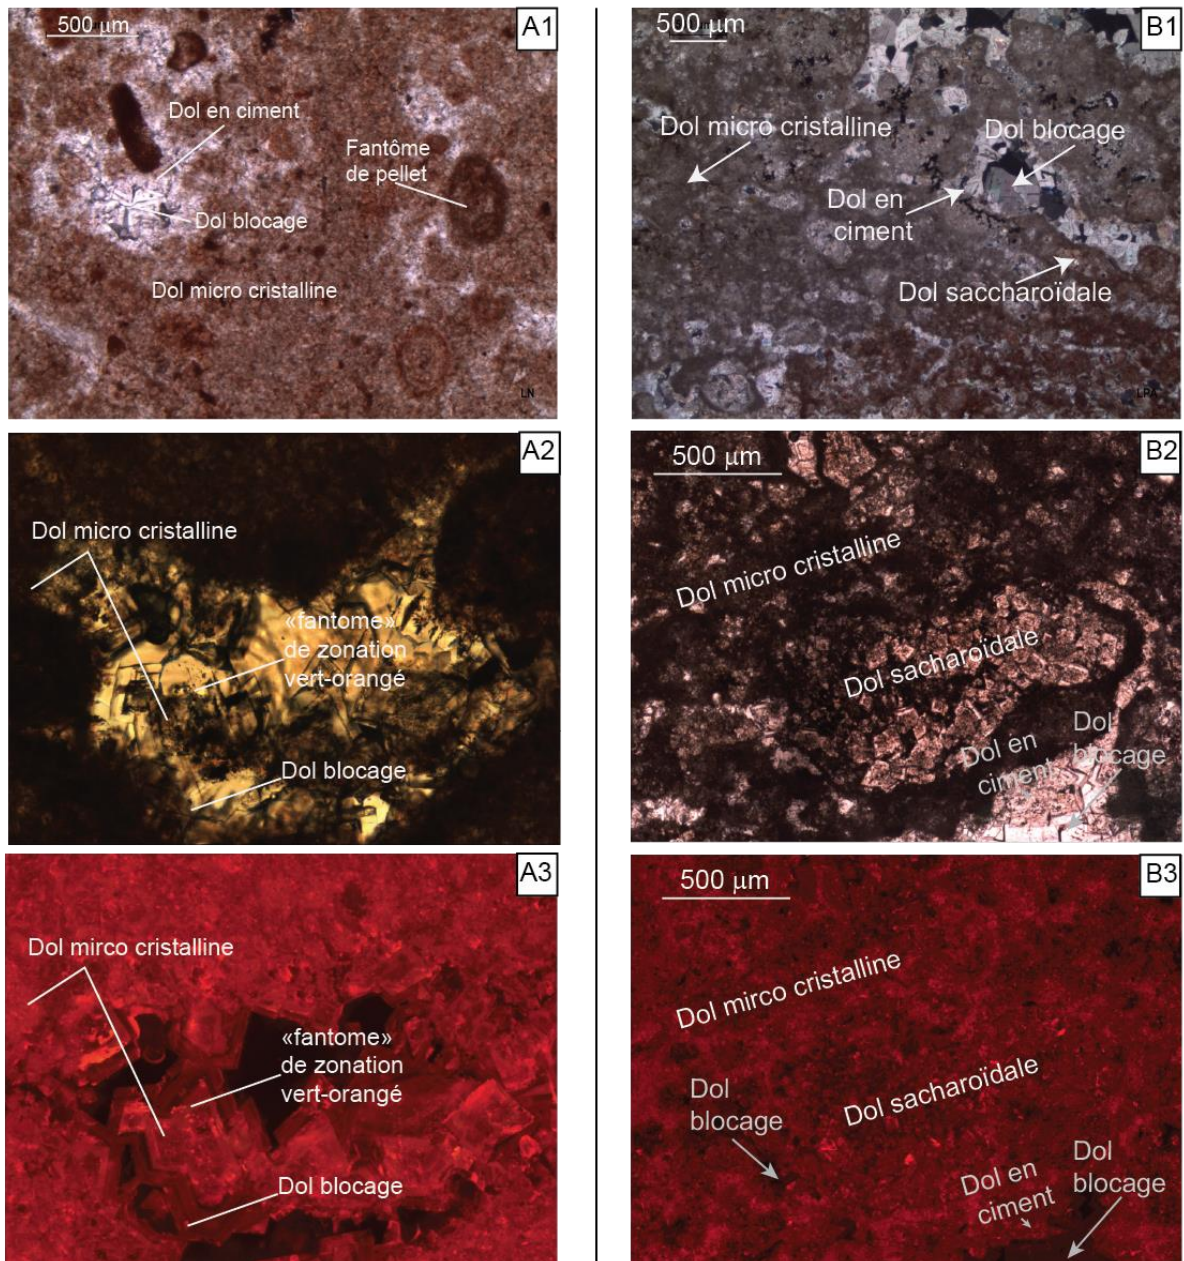 500 µm
A1
Dol en ciment
Fantôme
de pellet
Dol blocage
Dol micro cristalline
LN
500 µm
B1
Dol micro cristalline
Dol blocage
Dol en
ciment
Dol saccharoïdale
LPA
A2
Dol micro cristalline
«fantome»
de zonation
vert-orangé
Dol blocage
500 µm
B2
Dol micro cristalline
Dol sacharoïdale
Dol en
ciment
Dol
blocage
A3
Dol mirco cristalline
«fantome»
de zonation
vert-orangé
Dol blocage
500 µm
B3
Dol mirco cristalline
Dol sacharoïdale
Dol
blocage
Dol en
ciment
Dol
blocage